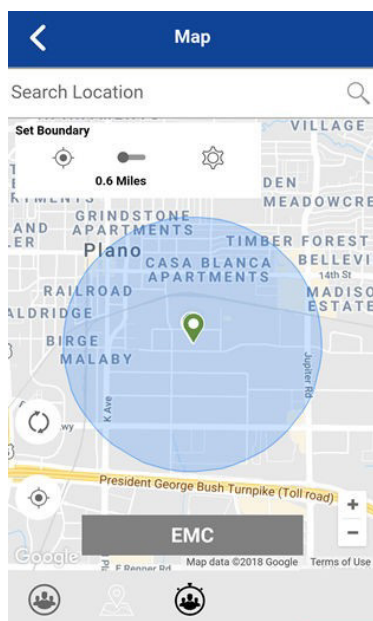 Map
Search Location
Set Boundary
0.6 Miles
VILLAGE
DEN
MEADOWCRE
GRINDSTONE
APARTMENTS
AND
ER
TIMBER FOREST
Plano
CASA BLANCA
APARTMENTS
BELLEVI
14th St
RAILROAD
MADISO
ESTATE
ALDRIDGE
BIRGE
MALABY
K Ave
Jupiter Rd
wy
President George Bush Turnpike (Toll road)
+
EMC
−
Google
E Renner Rd
Map data ©2018 Google
Terms of Use